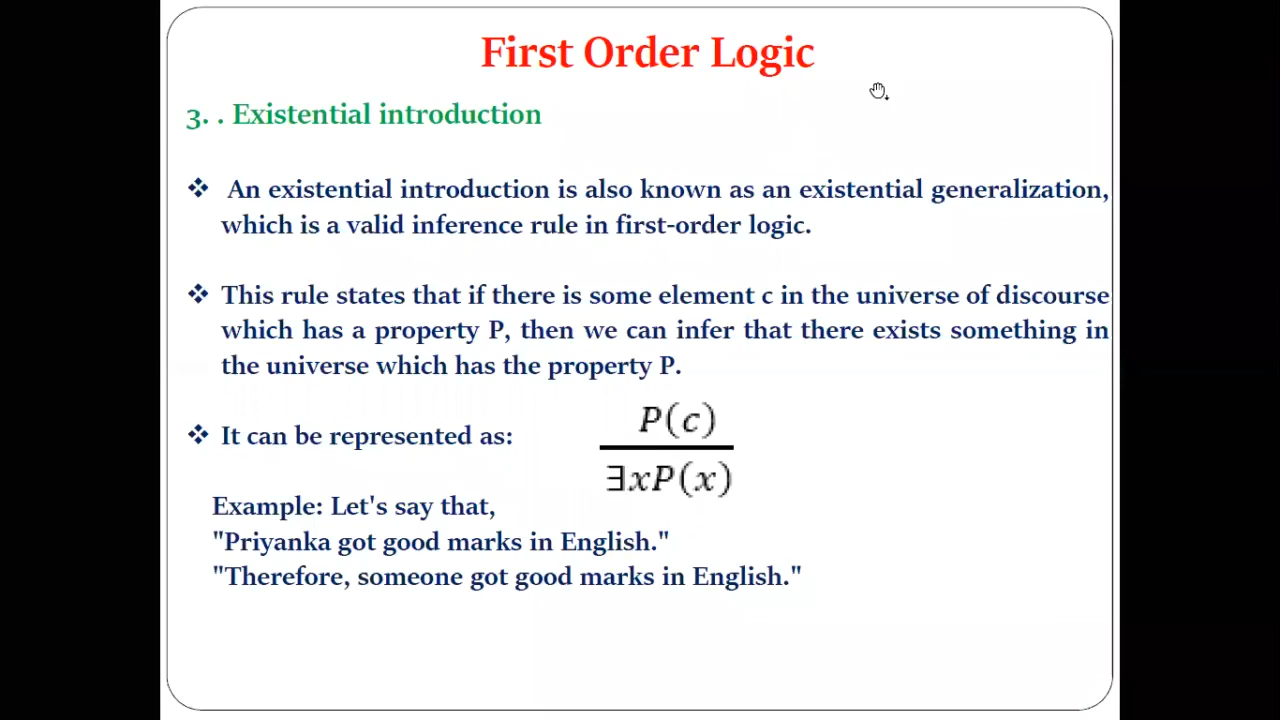 First Order Logic
3. . Existential introduction
❖ An existential introduction is also known as an existential generalization,
which is a valid inference rule in first-order logic.
❖ This rule states that if there is some element c in the universe of discourse
which has a property P, then we can infer that there exists something in
the universe which has the property P.
❖ It can be represented as:
P(c)
∃xP(x)
Example: Let's say that,
"Priyanka got good marks in English."
"Therefore, someone got good marks in English."